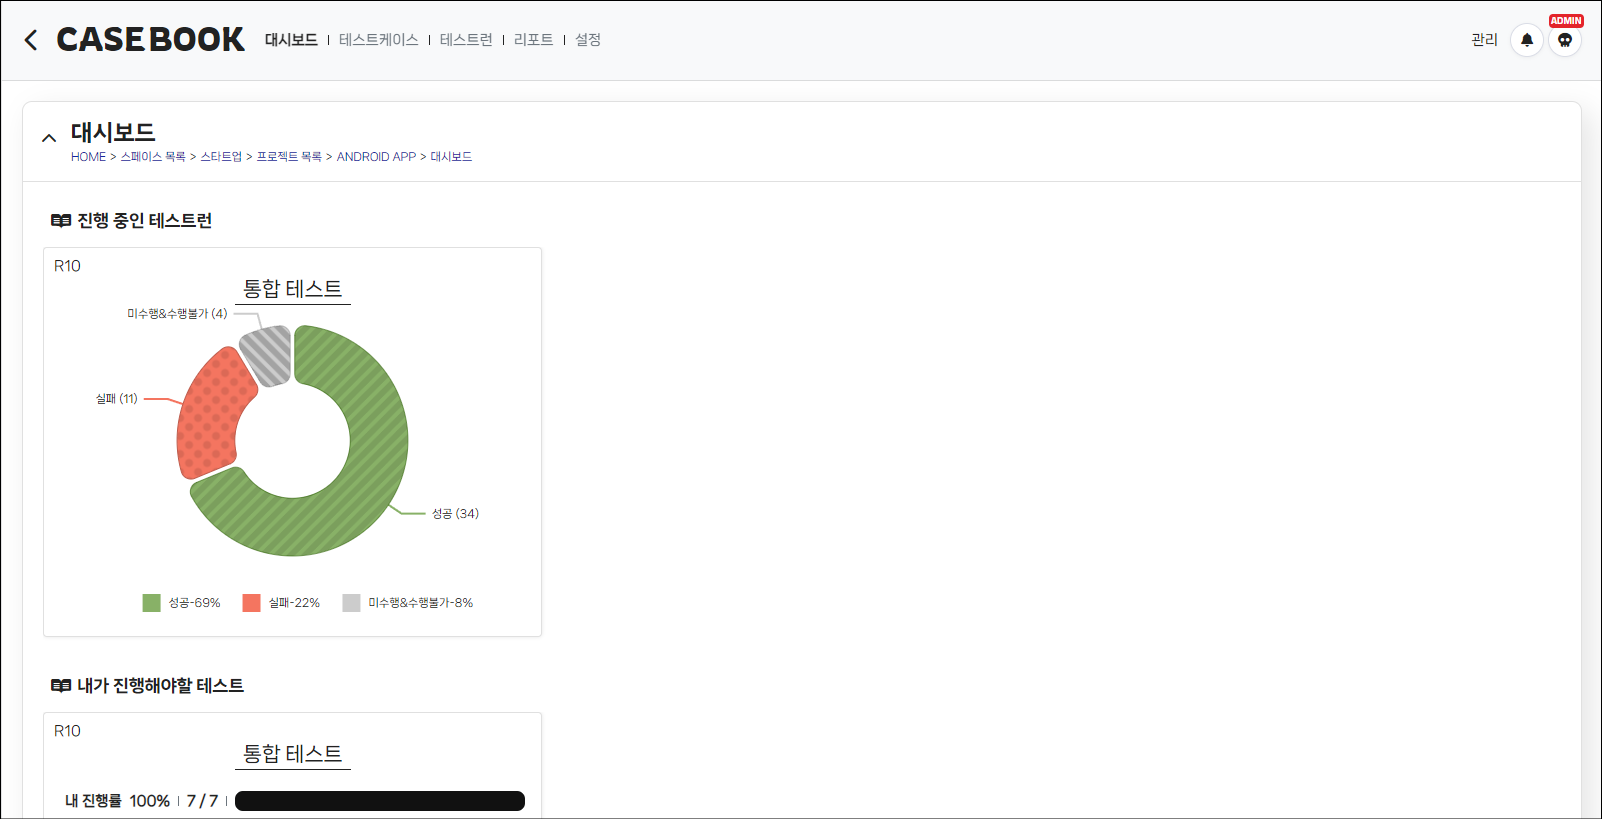 CASEBOOK 대시보드 | 테스트케이스 | 테스트런 | 리포트 | 설정 관리 ADMIN
대시보드
HOME > 스페이스 목록 > 스타트업 > 프로젝트 목록 > ANDROID APP > 대시보드
진행 중인 테스트런
R10
통합 테스트
미수행&수행불가 (4)
실패 (11)
성공 (34)
성공-69% 실패-22% 미수행&수행불가-8%
내가 진행해야할 테스트
R10
통합 테스트
내 진행률 100% | 7 / 7 |